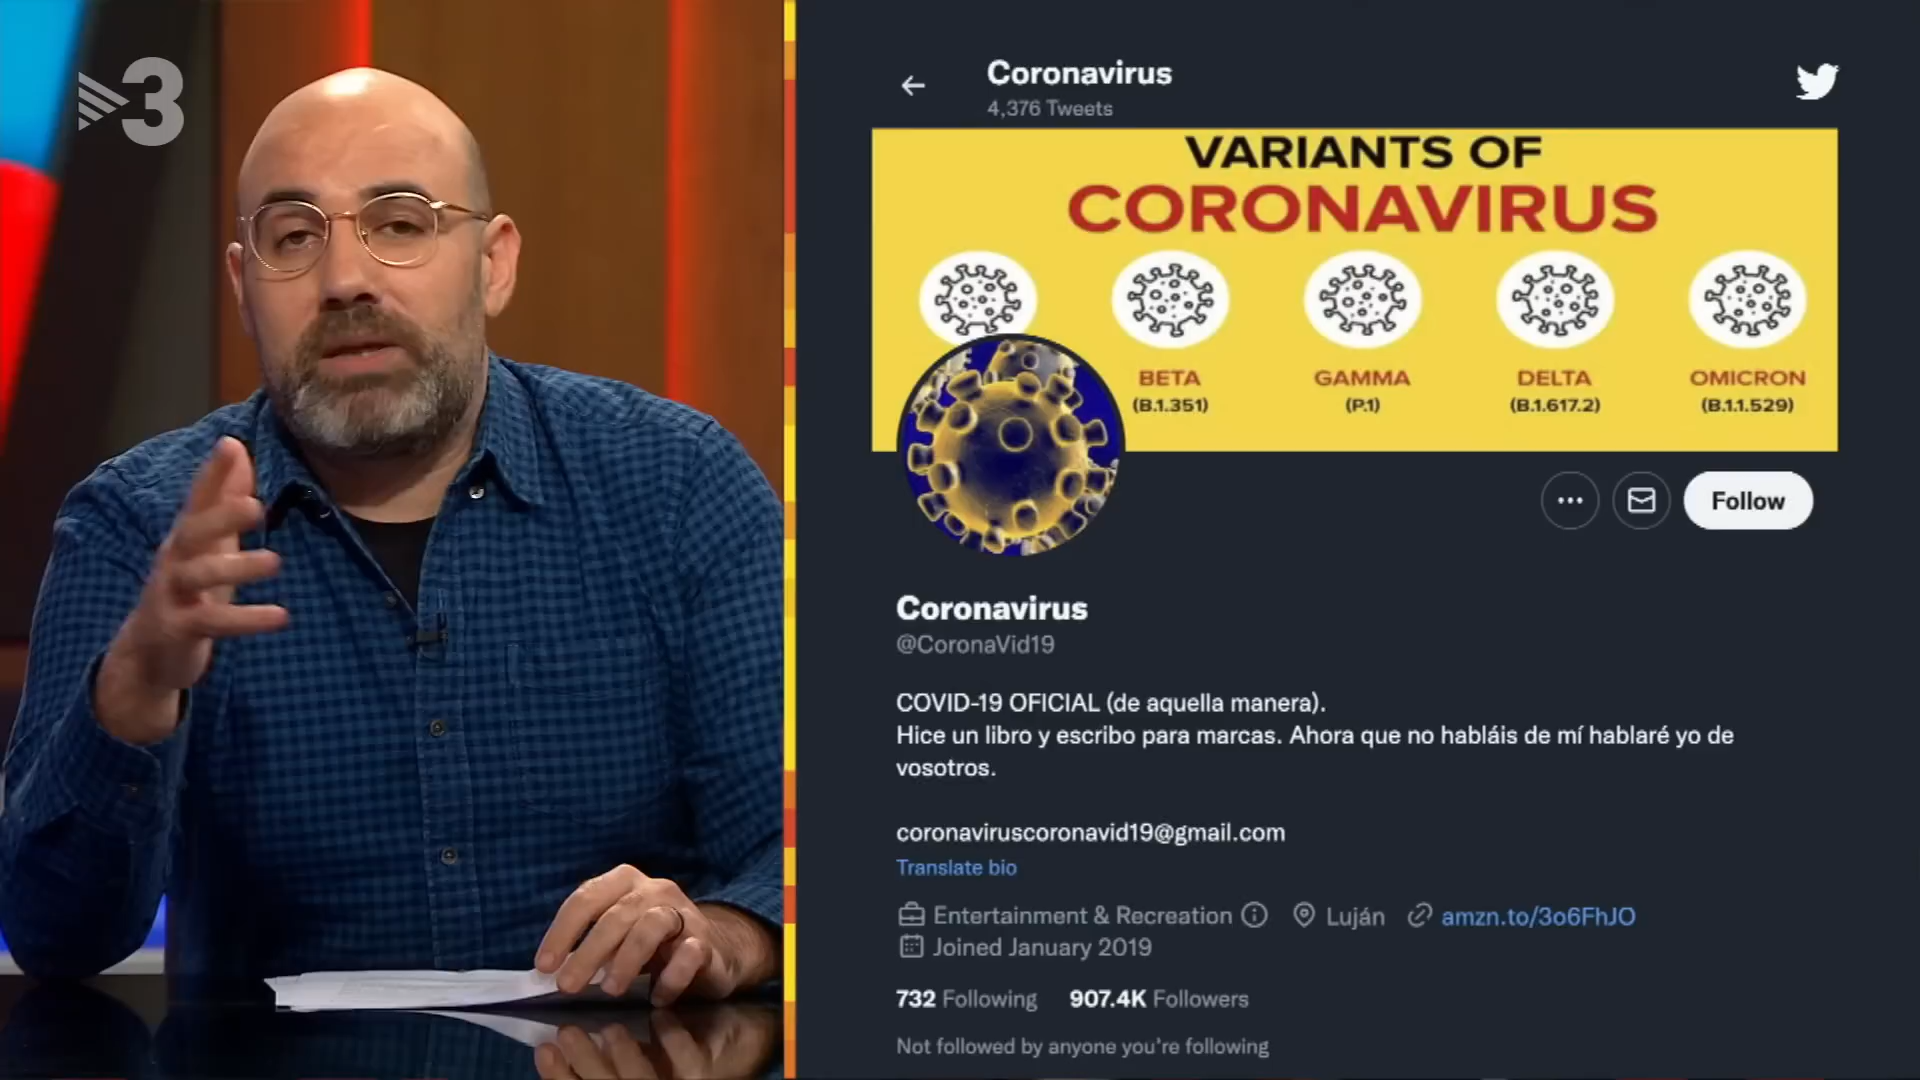 3
Coronavirus
4,376 Tweets
VARIANTS OF
CORONAVIRUS
BETA
(B.1.351)
GAMMA
(P.1)
DELTA
(B.1.617.2)
OMICRON
(B.1.1.529)
Follow
Coronavirus
@CoronaVid19
COVID-19 OFICIAL (de aquella manera).
Hice un libro y escribo para marcas. Ahora que no habláis de mí hablaré yo de
vosotros.
coronaviruscoronavid19@gmail.com
Translate bio
Entertainment & Recreation Luján amzn.to/3o6FhJO
Joined January 2019
732 Following 907.4K Followers
Not followed by anyone you're following